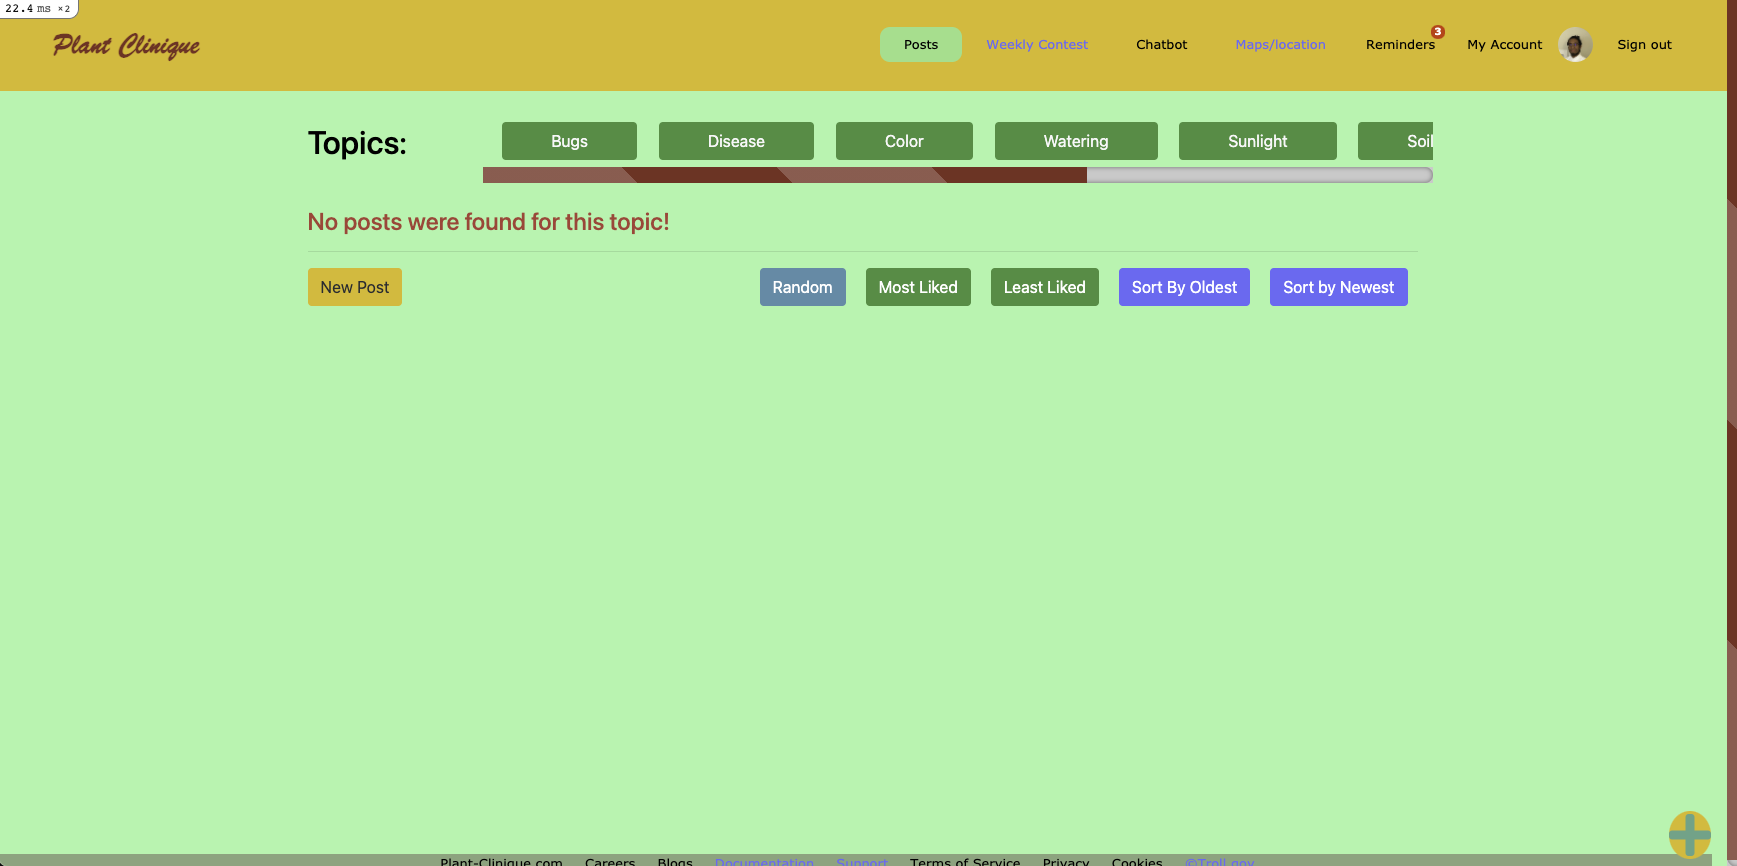 22.4 ms ×2
Plant Clinique
Posts Weekly Contest Chatbot Maps/location Reminders 3 My Account Sign out
Topics: Bugs Disease Color Watering Sunlight Soil
No posts were found for this topic!
New Post Random Most Liked Least Liked Sort By Oldest Sort by Newest
Plant-Clinique.com Careers Blogs Documentation Support Terms of Service Privacy Cookies ©Troll.gov